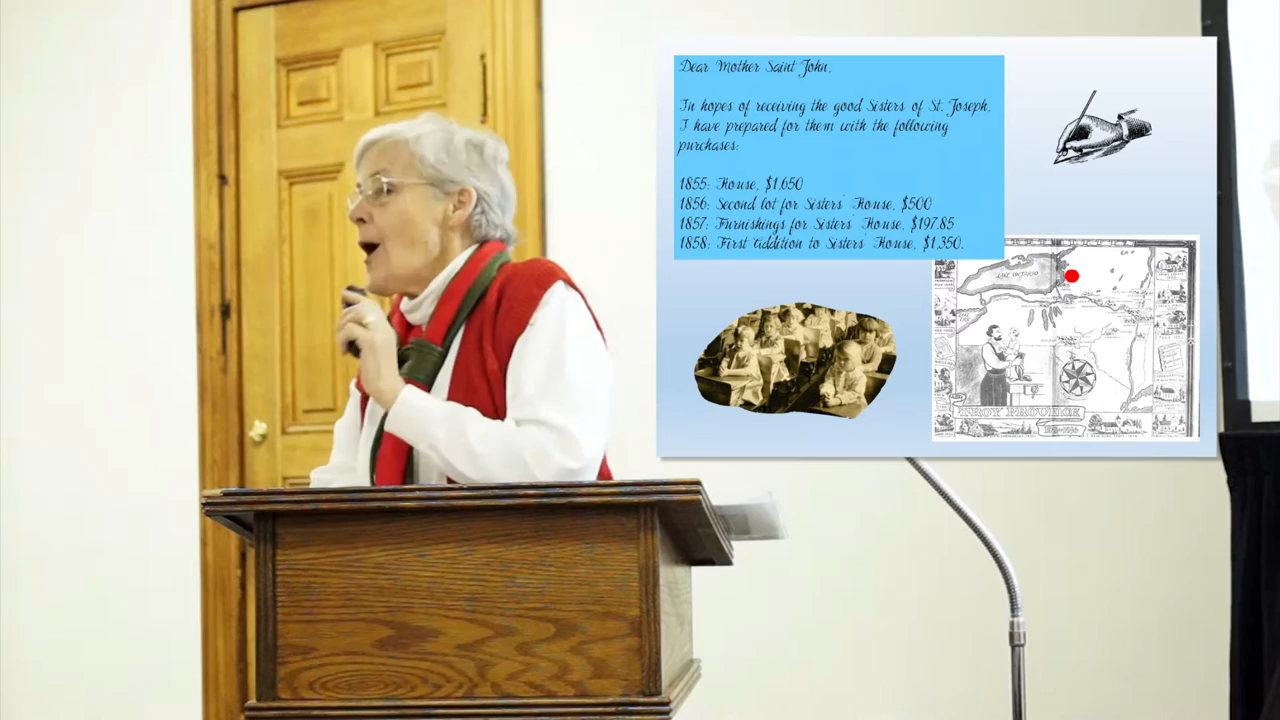 Dear Mother Saint John,
In hopes of receiving the good Sisters of St. Joseph,
I have prepared for them with the following
purchases:
1855: House, $1,650
1856: Second lot for Sisters' House, $500
1857: Furnishings for Sisters' House, $197.85
1858: First addition to Sisters' House, $1,350.
LAKE ONTARIO
TROY PROVINCE